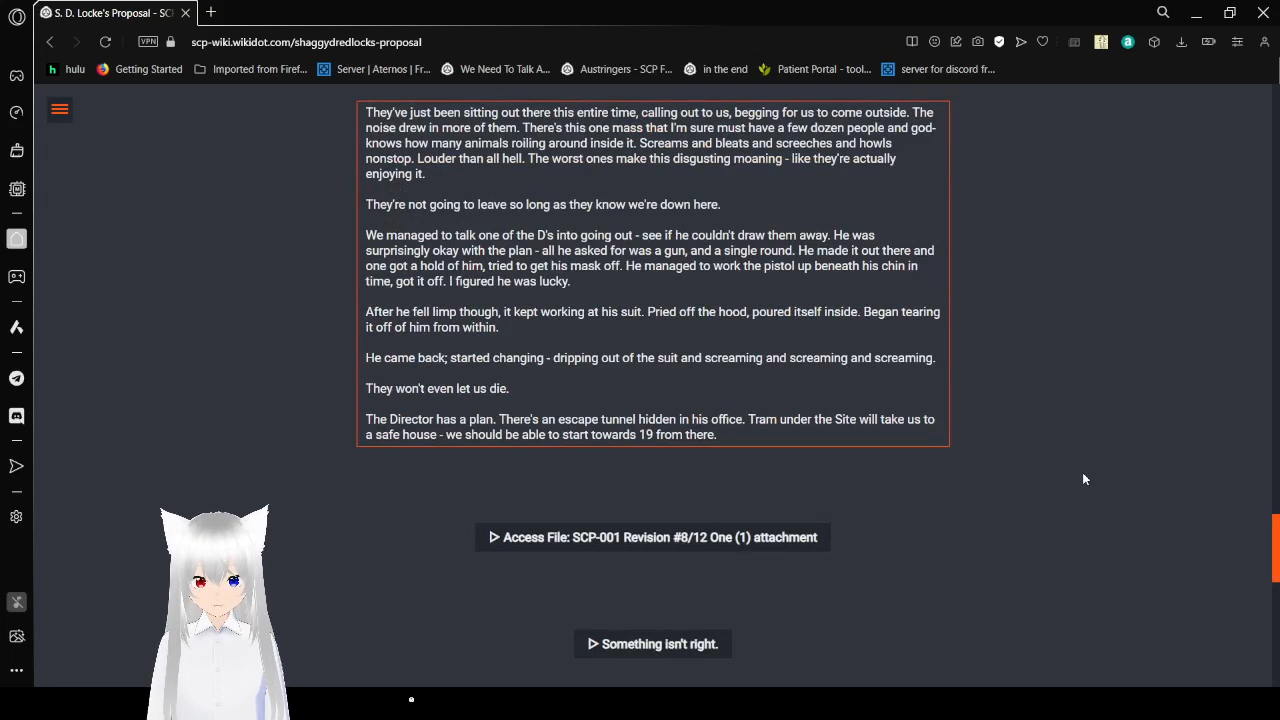 S. D. Locke's Proposal - SC
scp-wiki.wikidot.com/shaggydredlocks-proposal
VPN
hulu
Getting Started
Imported from Firef...
Server | Aternos | Fr...
We Need To Talk A...
Austringers - SCP F...
in the end
Patient Portal - tool...
server for discord fr...
They've just been sitting out there this entire time, calling out to us, begging for us to come outside. The
noise drew in more of them. There's this one mass that I'm sure must have a few dozen people and god-
knows how many animals roiling around inside it. Screams and bleats and screeches and howls
nonstop. Louder than all hell. The worst ones make this disgusting moaning - like they're actually
enjoying it.
They're not going to leave so long as they know we're down here.
We managed to talk one of the D's into going out - see if he couldn't draw them away. He was
surprisingly okay with the plan - all he asked for was a gun, and a single round. He made it out there and
one got a hold of him, tried to get his mask off. He managed to work the pistol up beneath his chin in
time, got it off. I figured he was lucky.
After he fell limp though, it kept working at his suit. Pried off the hood, poured itself inside. Began tearing
it off of him from within.
He came back; started changing - dripping out of the suit and screaming and screaming and screaming.
They won't even let us die.
The Director has a plan. There's an escape tunnel hidden in his office. Tram under the Site will take us to
a safe house - we should be able to start towards 19 from there.
Access File: SCP-001 Revision #8/12 One (1) attachment
Something isn't right.